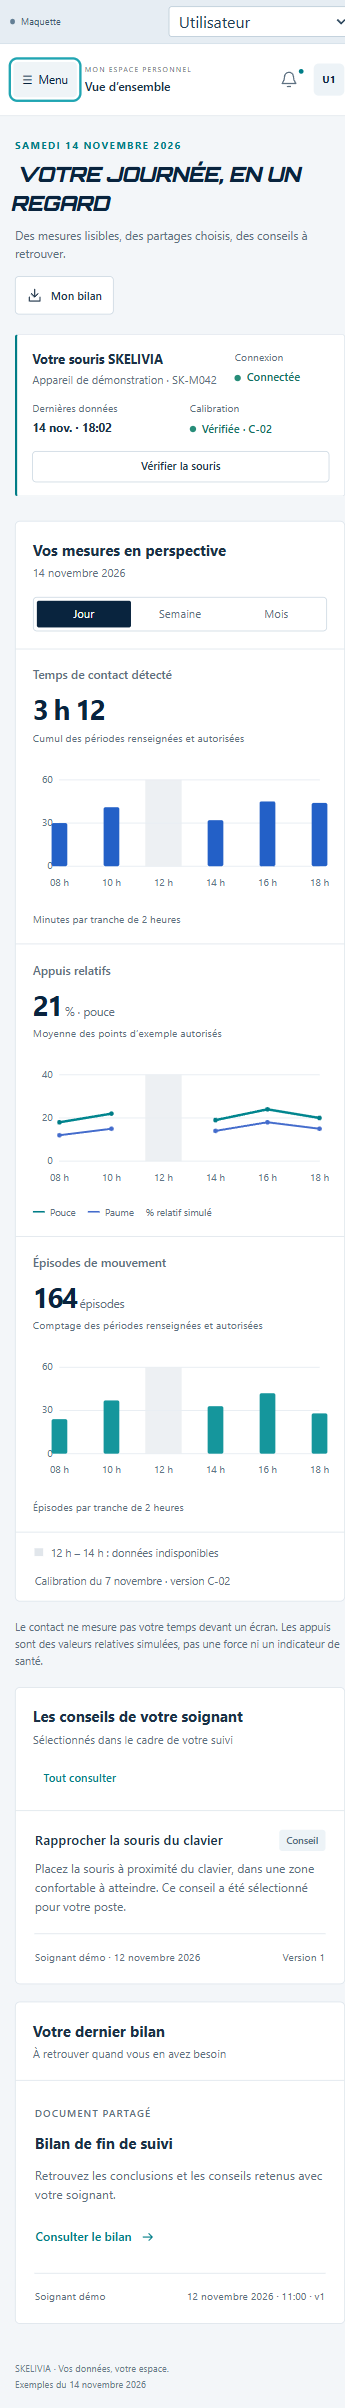 Maquette
Utilisateur
Menu
MON ESPACE PERSONNEL
Vue d'ensemble
U1
SAMEDI 14 NOVEMBRE 2026
VOTRE JOURNÉE, EN UN
REGARD
Des mesures lisibles, des partages choisis, des conseils à
retrouver.
Mon bilan
Votre souris SKELIVIA
Appareil de démonstration · SK-M042
Connexion
Connectée
Dernières données
14 nov. · 18:02
Calibration
Vérifiée · C-02
Vérifier la souris
Vos mesures en perspective
14 novembre 2026
Jour Semaine Mois
Temps de contact détecté
3 h 12
Cumul des périodes renseignées et autorisées
60
30
0
08 h 10 h 12 h 14 h 16 h 18 h
Minutes par tranche de 2 heures
Appuis relatifs
21 % · pouce
Moyenne des points d'exemple autorisés
40
20
0
08 h 10 h 12 h 14 h 16 h 18 h
Pouce Paume % relatif simulé
Épisodes de mouvement
164 épisodes
Comptage des périodes renseignées et autorisées
60
30
0
08 h 10 h 12 h 14 h 16 h 18 h
Épisodes par tranche de 2 heures
12 h – 14 h : données indisponibles
Calibration du 7 novembre · version C-02
Le contact ne mesure pas votre temps devant un écran. Les appuis
sont des valeurs relatives simulées, pas une force ni un indicateur de
santé.
Les conseils de votre soignant
Sélectionnés dans le cadre de votre suivi
Tout consulter
Rapprocher la souris du clavier
Conseil
Placez la souris à proximité du clavier, dans une zone
confortable à atteindre. Ce conseil a été sélectionné
pour votre poste.
Soignant démo · 12 novembre 2026 Version 1
Votre dernier bilan
À retrouver quand vous en avez besoin
DOCUMENT PARTAGÉ
Bilan de fin de suivi
Retrouvez les conclusions et les conseils retenus avec
votre soignant.
Consulter le bilan →
Soignant démo 12 novembre 2026 · 11:00 · v1
SKELIVIA · Vos données, votre espace.
Exemples du 14 novembre 2026